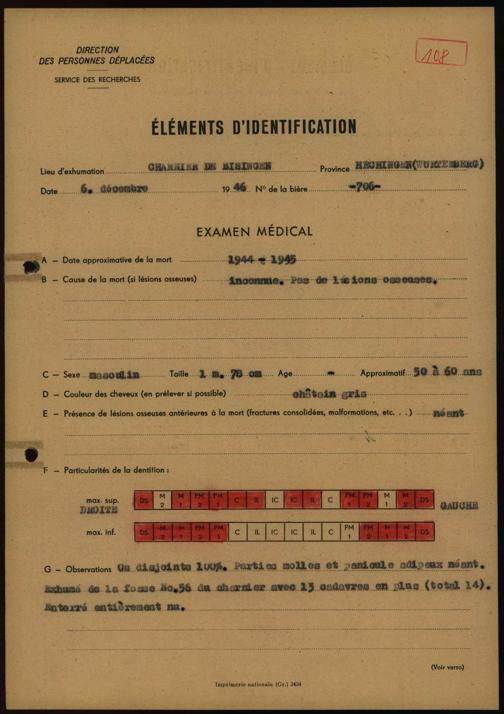 DIRECTION
DES PERSONNES DÉPLACÉES
SERVICE DES RECHERCHES
108
ÉLÉMENTS D'IDENTIFICATION
Lieu d'exhumation CHARNIER DE BISINGEN Province HECHINGEN(WURTEMBERG)
Date 6. décembre 1946 N° de la bière -706-
EXAMEN MÉDICAL
A – Date approximative de la mort 1944 - 1945
B – Cause de la mort (si lésions osseuses) inconnue. Pas de lésions osseuses.
C – Sexe masculin Taille 1 m. 78 cm Age - Approximatif 50 à 60 ans
D – Couleur des cheveux (en prélever si possible) châtain gris
E – Présence de lésions osseuses antérieures à la mort (fractures consolidées, malformations, etc...) néant
F – Particularités de la dentition :
max. sup. DS M 2 M 1 PM 2 PM 1 C IL IC IC IL C PM 1 PM 2 M 1 M 2 DS
DROITE GAUCHE
max. inf. DS M 2 M 1 PM 2 PM 1 C IL IC IC IL C PM 1 PM 2 M 1 M 2 DS
G – Observations Os disjoints 100%. Parties molles et panicule adipeux néant.
Exhumé de la fosse No.56 du charnier avec 13 cadavres en plus (total 14).
Enterré entièrement nu.
(Voir verso)
Imprimerie nationale (Gr.) 3434